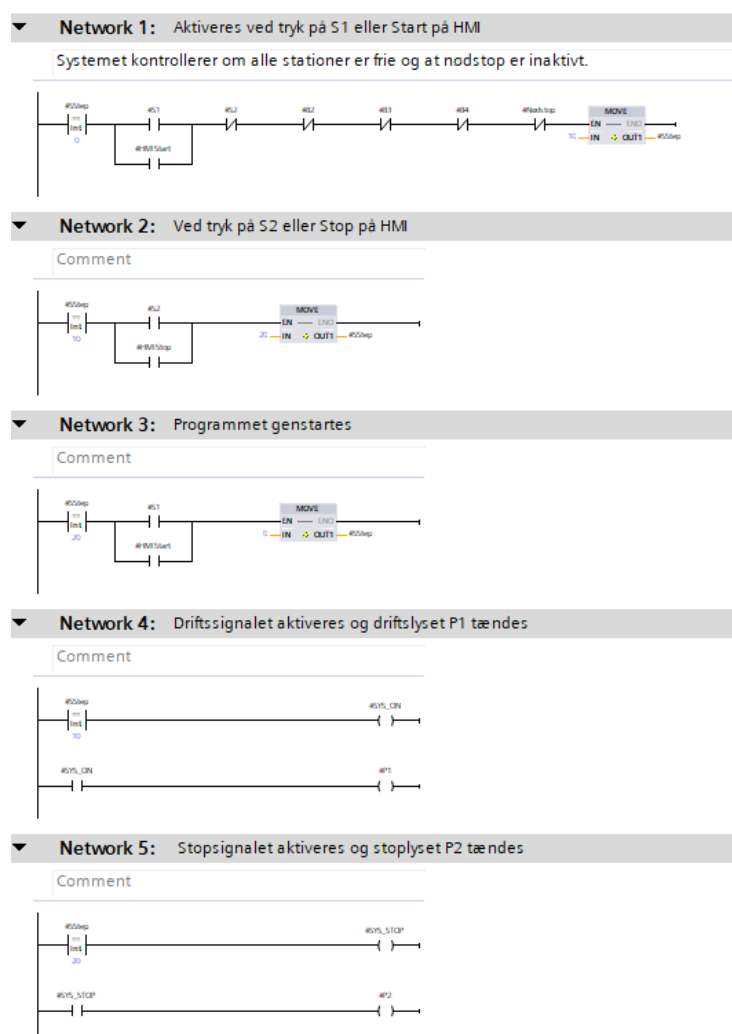 Network 1: Aktiveres ved tryk på S1 eller Start på HMI
Systemet kontrollerer om alle stationer er frie og at nødstop er inaktivt.
#SStep #S1 #S2 #B2 #B3 #B4 #Nødstop MOVE
== EN ENO
Int 10 IN OUT1 #SStep
0 #HMIStart
Network 2: Ved tryk på S2 eller Stop på HMI
Comment
#SStep #S2 MOVE
== EN ENO
Int 20 IN OUT1 #SStep
10 #HMIStop
Network 3: Programmet genstartes
Comment
#SStep #S1 MOVE
== EN ENO
Int 0 IN OUT1 #SStep
20 #HMIStart
Network 4: Driftssignalet aktiveres og driftslyset P1 tændes
Comment
#SStep #SYS_ON
==
Int
10
#SYS_ON #P1
Network 5: Stopsignalet aktiveres og stoplyset P2 tændes
Comment
#SStep #SYS_STOP
==
Int
20
#SYS_STOP #P2